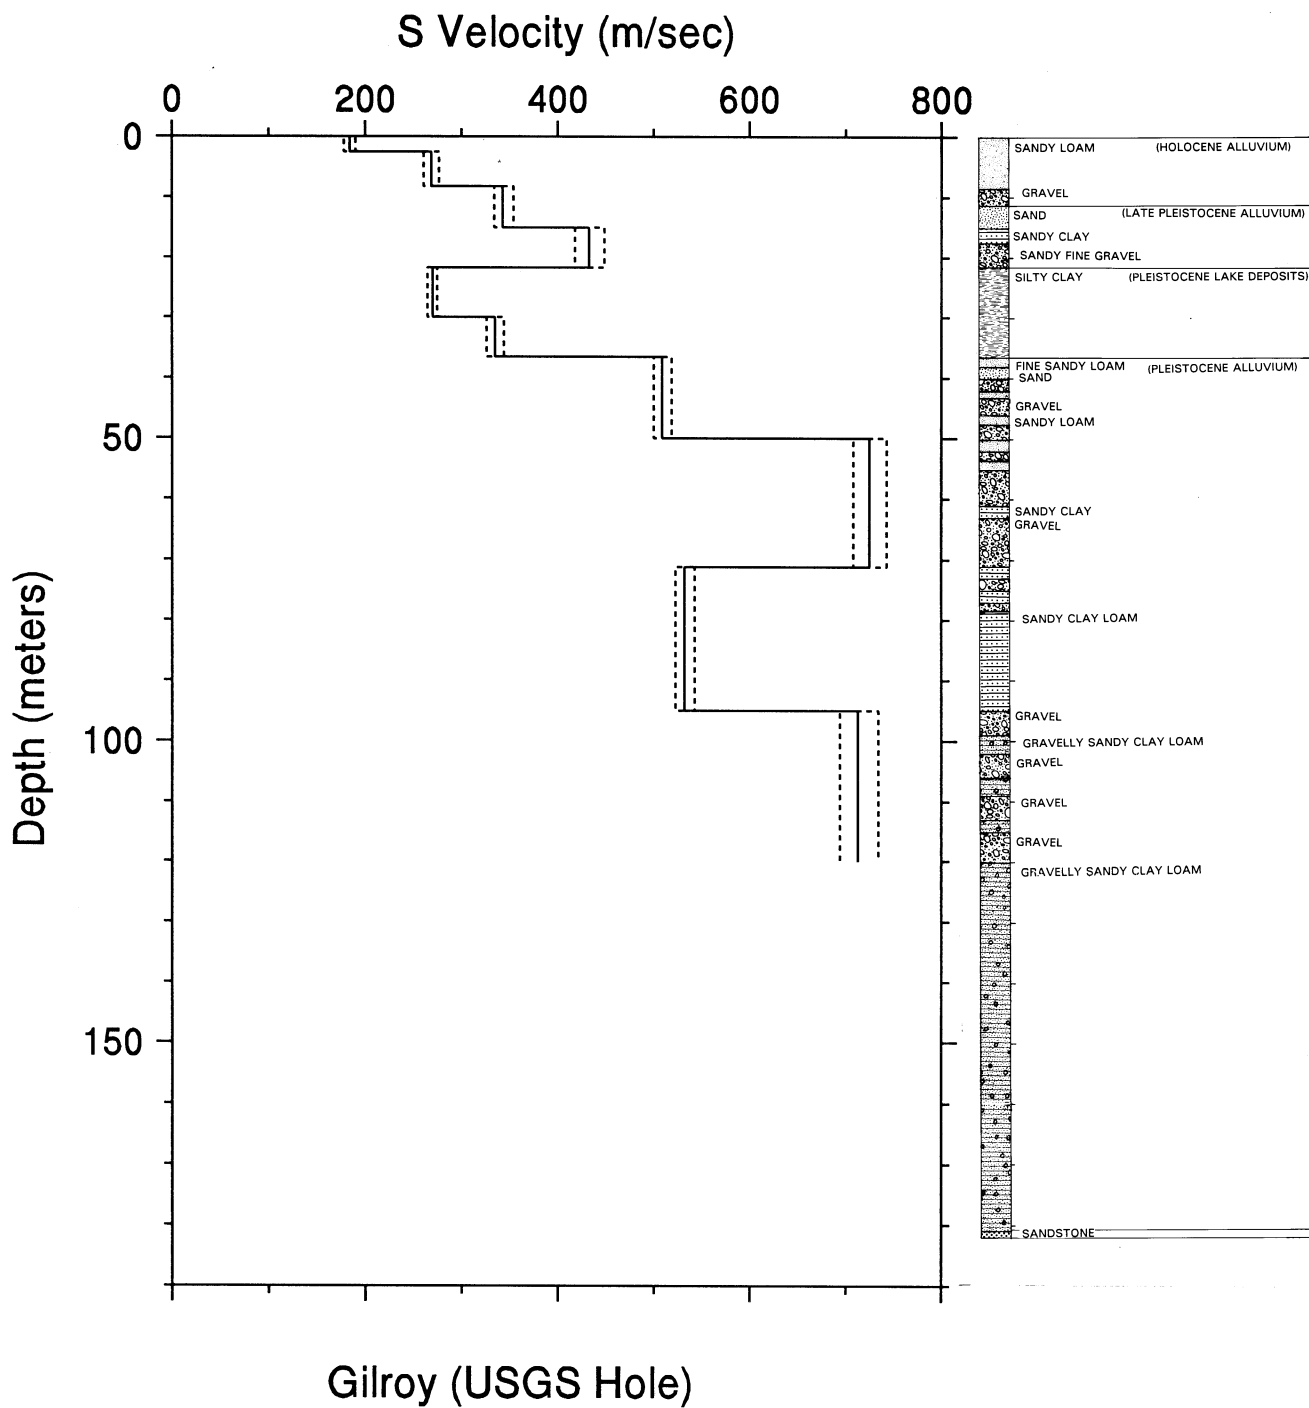 S Velocity (m/sec)
0 200 400 600 800
0
50
100
150
Depth (meters)
SANDY LOAM (HOLOCENE ALLUVIUM)
GRAVEL
SAND (LATE PLEISTOCENE ALLUVIUM)
SANDY CLAY
SANDY FINE GRAVEL
SILTY CLAY (PLEISTOCENE LAKE DEPOSITS)
FINE SANDY LOAM (PLEISTOCENE ALLUVIUM)
SAND
GRAVEL
SANDY LOAM
SANDY CLAY
GRAVEL
SANDY CLAY LOAM
GRAVEL
GRAVELLY SANDY CLAY LOAM
GRAVEL
GRAVEL
GRAVEL
GRAVELLY SANDY CLAY LOAM
SANDSTONE
Gilroy (USGS Hole)